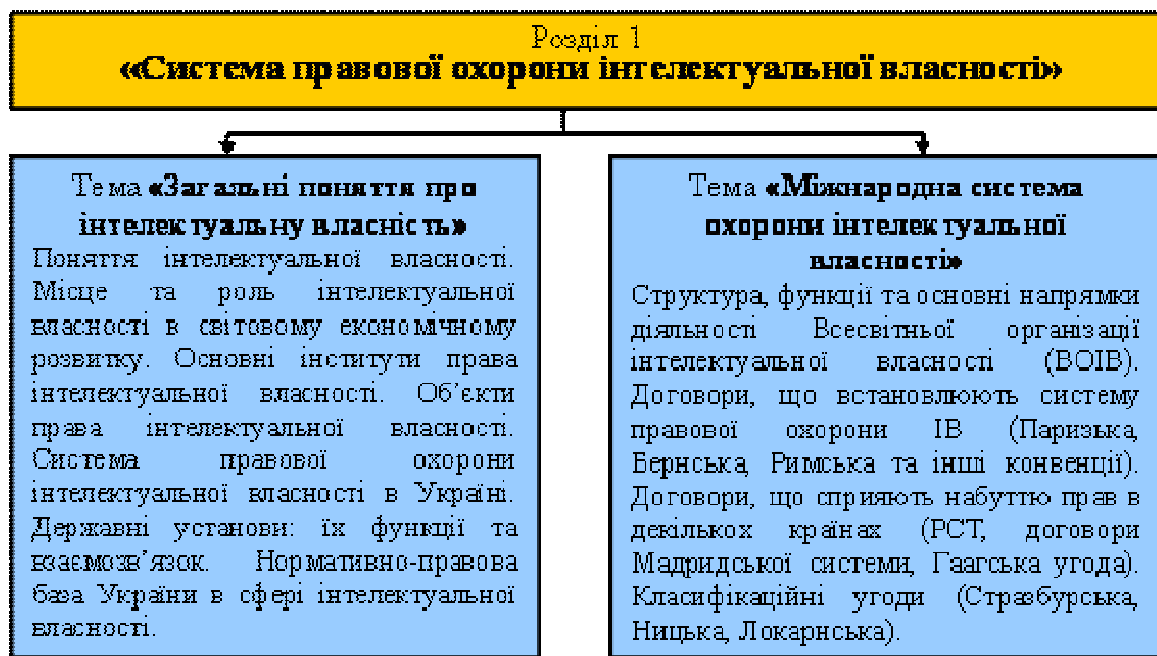 Розділ 1
«Система правової охорони інтелектуальної власності»
Тема «Загальні поняття про
інтелектуальну власність»
Поняття інтелектуальної власності.
Місце та роль інтелектуальної
власності в світовому економічному
розвитку. Основні інститути права
інтелектуальної власності. Об’єкти
права інтелектуальної власності.
Система правової охорони
інтелектуальної власності в Україні.
Державні установи: їх функції та
взаємозв’язок. Нормативно-правова
база України в сфері інтелектуальної
власності.
Тема «Міжнародна система
охорони інтелектуальної
власності»
Структура, функції та основні напрямки
діяльності Всесвітньої організації
інтелектуальної власності (ВОІВ).
Договори, що встановлюють систему
правової охорони ІВ (Паризька,
Бернська, Римська та інші конвенції).
Договори, що сприяють набуттю прав в
декількох країнах (РСТ, договори
Мадридської системи, Гаагська угода).
Класифікаційні угоди (Стразбурська,
Ницька, Локарнська).